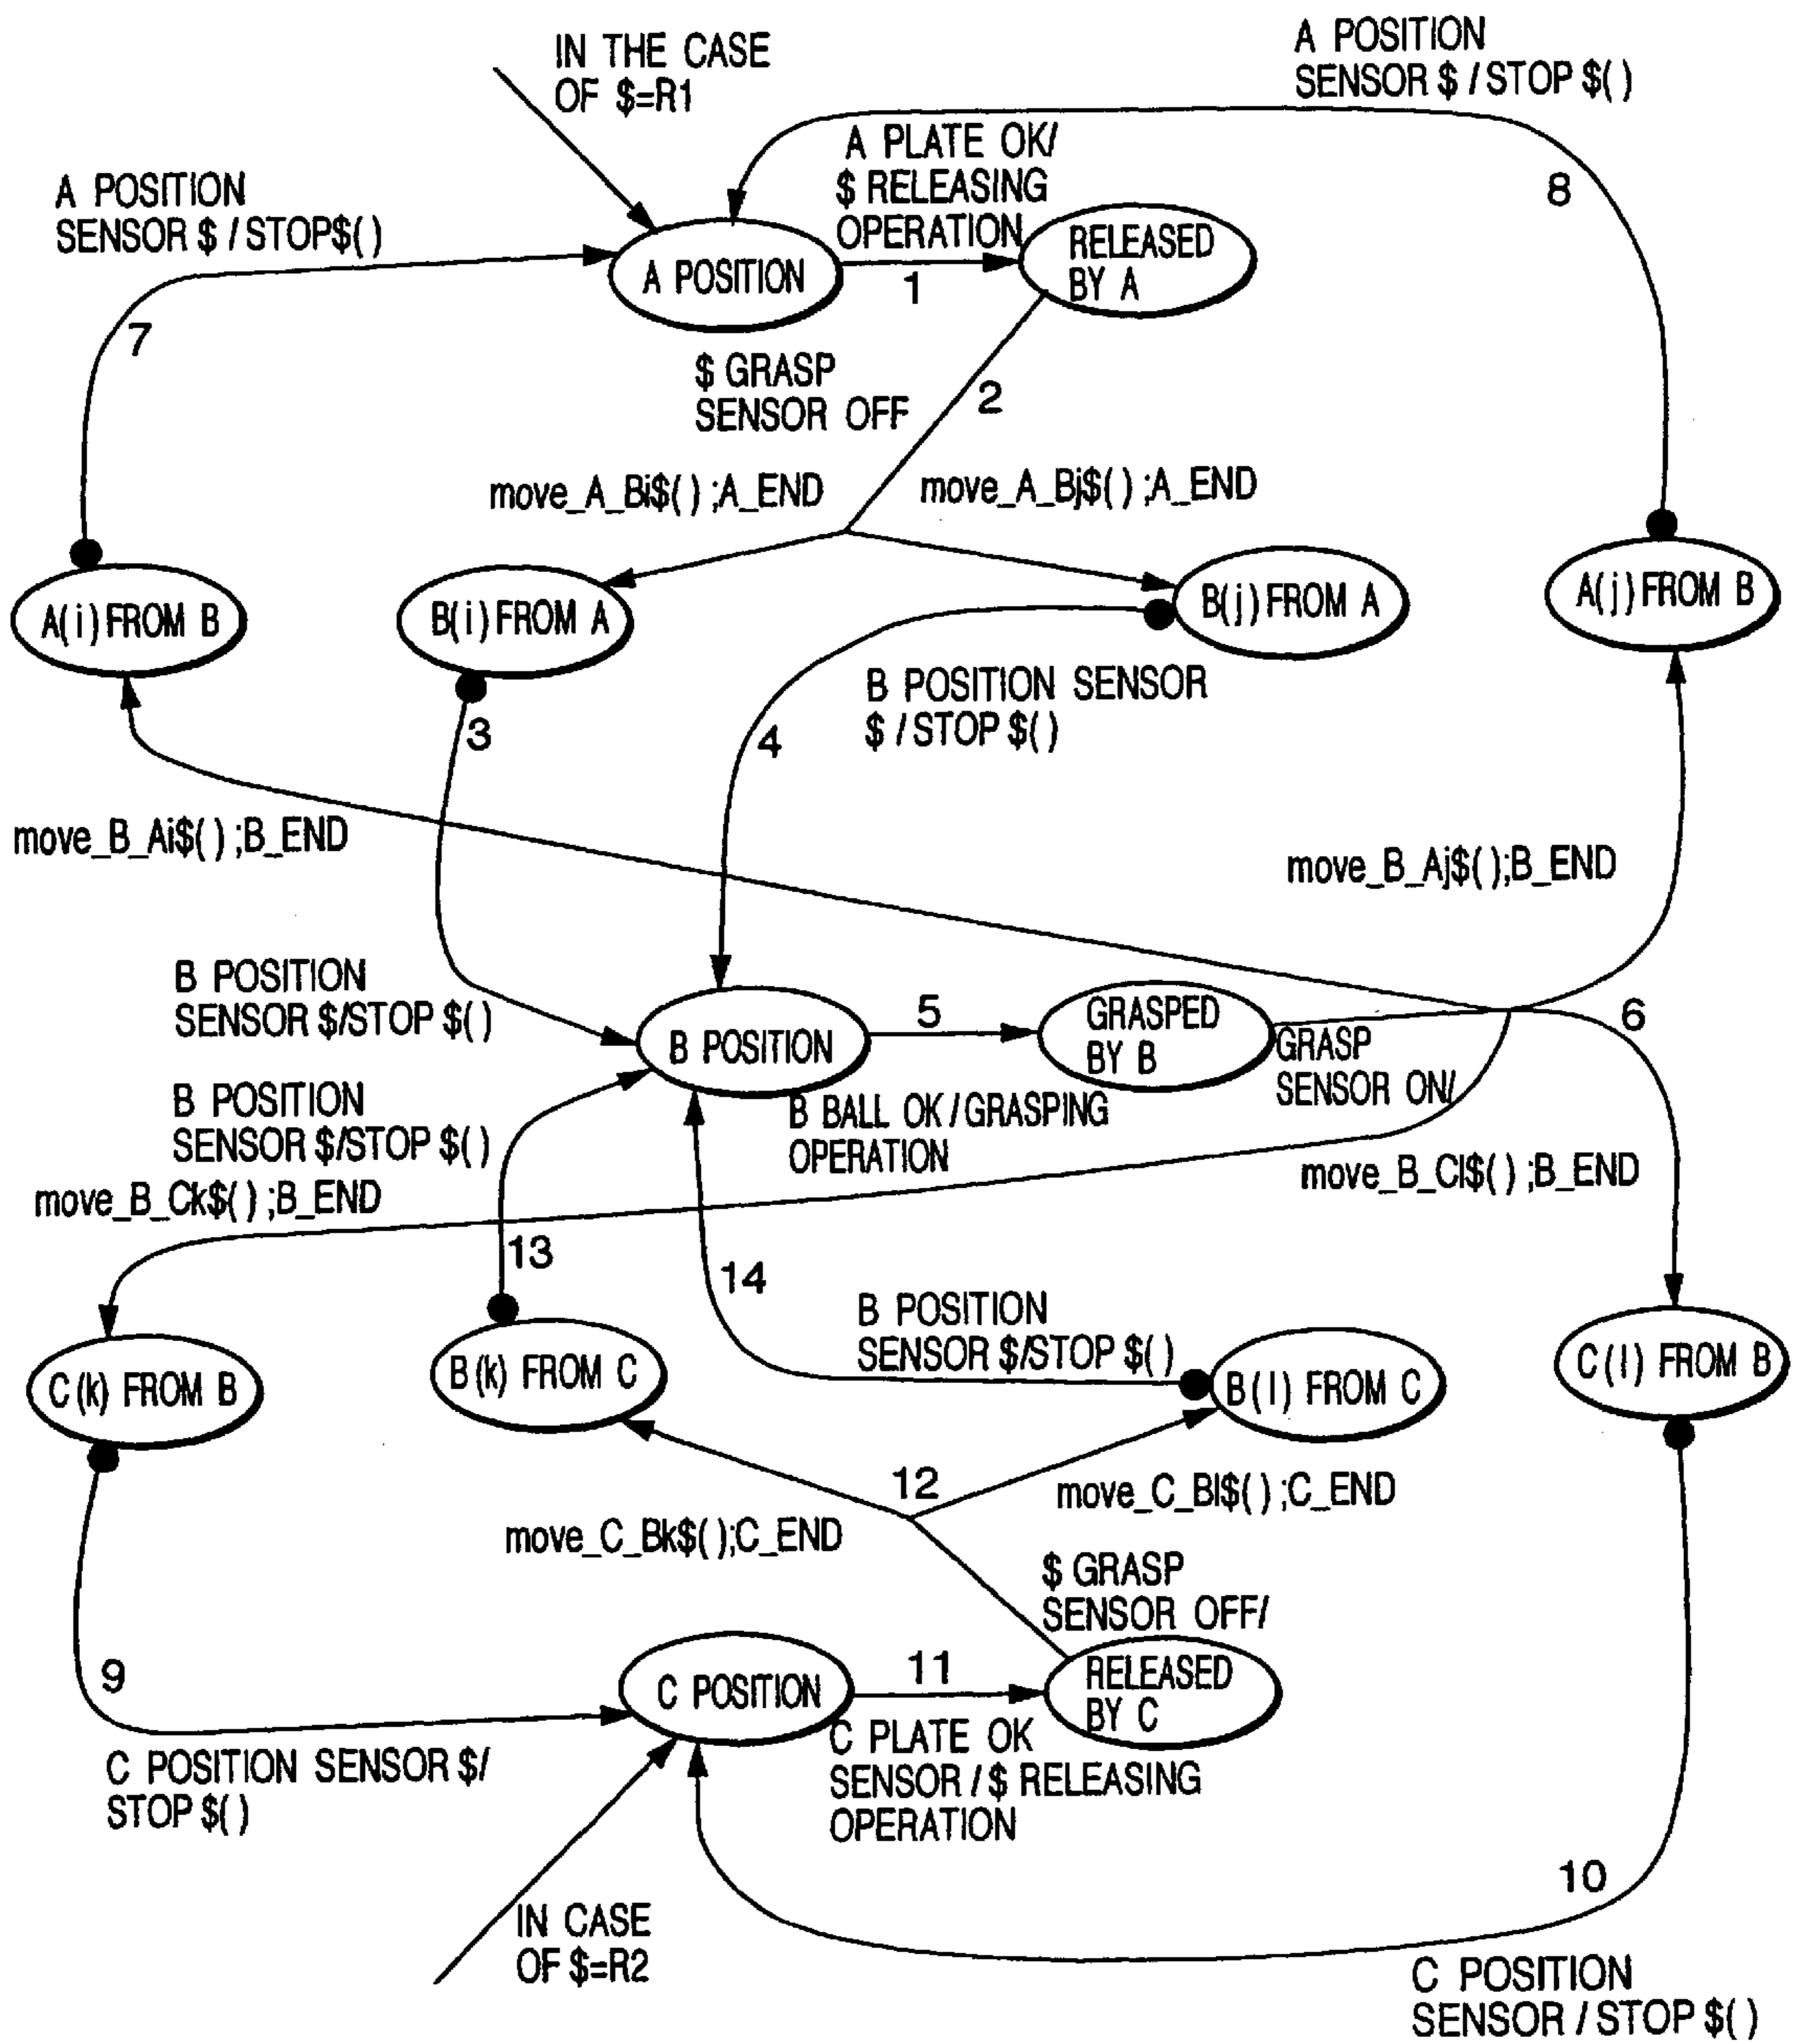 IN THE CASE
OF $=R1
A POSITION
SENSOR $ / STOP $( )
A PLATE OK/
$ RELEASING
OPERATION
8
A POSITION
SENSOR $ / STOP$( )
A POSITION
1
RELEASED
BY A
7
$ GRASP
SENSOR OFF
2
move_A_Bi$( ) ;A_END
move_A_Bj$( ) ;A_END
A( i ) FROM B
B( i ) FROM A
B( j ) FROM A
A( j ) FROM B
3
B POSITION SENSOR
$ / STOP $( )
4
move_B_Ai$( ) ;B_END
move_B_Aj$( );B_END
B POSITION
SENSOR $/STOP $( )
5
6
B POSITION
GRASPED
BY B
GRASP
SENSOR ON/
B POSITION
SENSOR $/STOP $( )
B BALL OK / GRASPING
OPERATION
move_B_Ck$( ) ;B_END
move_B_Cl$( ) ;B_END
13
14
B POSITION
SENSOR $/STOP $( )
C (k) FROM B
B (k) FROM C
B ( l ) FROM C
C ( l ) FROM B
12
move_C_Bl$( ) ;C_END
move_C_Bk$( );C_END
$ GRASP
SENSOR OFF/
9
C POSITION
11
RELEASED
BY C
C POSITION SENSOR $/
STOP $( )
C PLATE OK
SENSOR / $ RELEASING
OPERATION
10
IN CASE
OF $=R2
C POSITION
SENSOR / STOP $( )